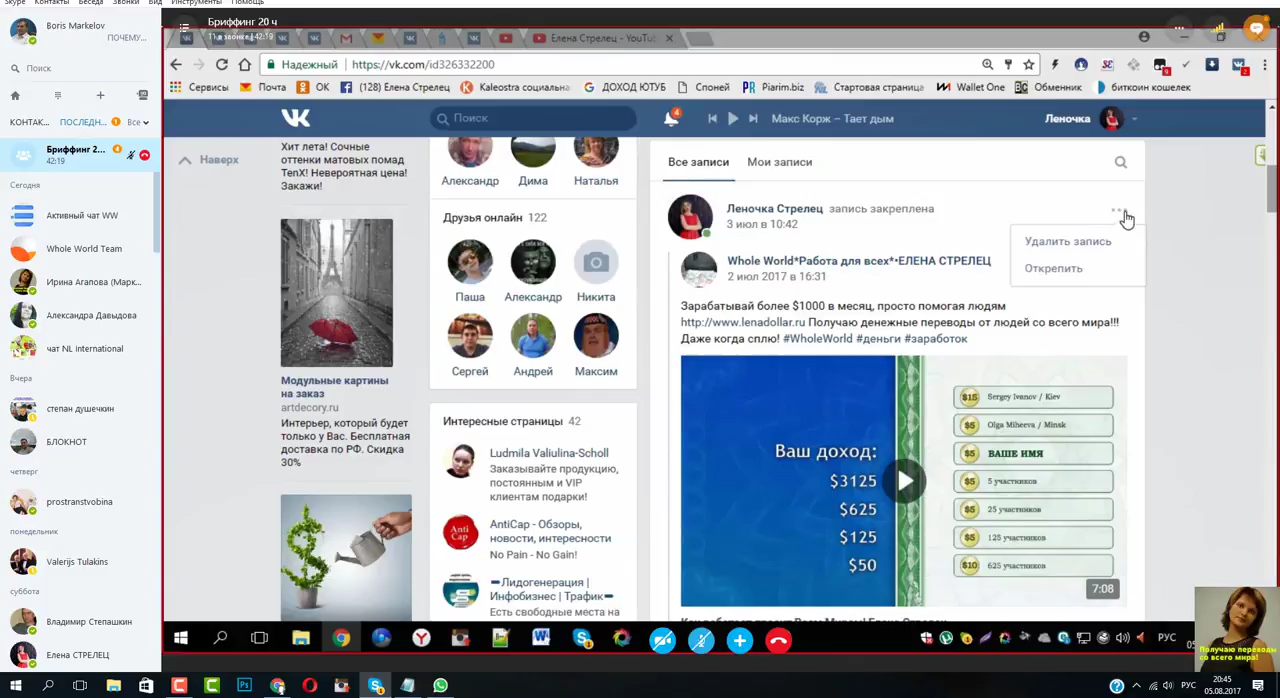 Skype Контакты Беседа Звонки Вид Инструменты Помощь
Boris Markelov
ПОЧЕМУ...
Поиск
КОНТАК...
ПОСЛЕДН...
1
Все
Бриффинг 2...
4
42:19
Сегодня
Активный чат WW
Whole World Team
Ирина Агапова (Марк...
Александра Давыдова
чат NL international
Вчера
степан душечкин
БЛОКНОТ
четверг
prostranstvobina
понедельник
Valerijs Tulakins
суббота
Владимир Степашкин
Елена СТРЕЛЕЦ
Бриффинг 20 ч
Елена Стрелец - YouTu
Надежный
https://vk.com/id326332200
Сервисы
Почта
ОК
(128) Елена Стрелец
Kaleostra социальна
ДОХОД ЮТУБ
Споней
Piarim.biz
Стартовая страница
Wallet One
Обменник
биткоин кошелек
Поиск
4
Макс Корж – Тает дым
Леночка
Наверх
Хит лета! Сочные
оттенки матовых помад
TenX! Невероятная цена!
Закажи!
Модульные картины
на заказ
artdecory.ru
Интерьер, который будет
только у Вас. Бесплатная
доставка по РФ. Скидка
30%
Александр
Дима
Наталья
Друзья онлайн 122
Паша
Александр
Никита
Сергей
Андрей
Максим
Интересные страницы 42
Ludmila Valiulina-Scholl
Заказывайте продукцию,
постоянным и VIP
клиентам подарки!
Anti
Cap
AntiCap - Обзоры,
новости, интересности
No Pain - No Gain!
Лидогенерация |
Инфобизнес | Трафик
Есть свободные места на
Все записи
Мои записи
Леночка Стрелец запись закреплена
3 июл в 10:42
Удалить запись
Открепить
Whole World*Работа для всех*•ЕЛЕНА СТРЕЛЕЦ
2 июл 2017 в 16:31
Зарабатывай более $1000 в месяц, просто помогая людям
http://www.lenadollar.ru Получаю денежные переводы от людей со всего мира!!!
Даже когда сплю! #WholeWorld #деньги #заработок
Ваш доход:
$3125
$625
$125
$50
$15 Sergey Ivanov / Kiev
$5 Olga Miheeva / Minsk
$5 ВАШЕ ИМЯ
$5 5 участников
$5 25 участников
$5 125 участников
$10 625 участников
7:08
РУС
Получаю переводы
со всего мира!
РУС
20:45
05.08.2017